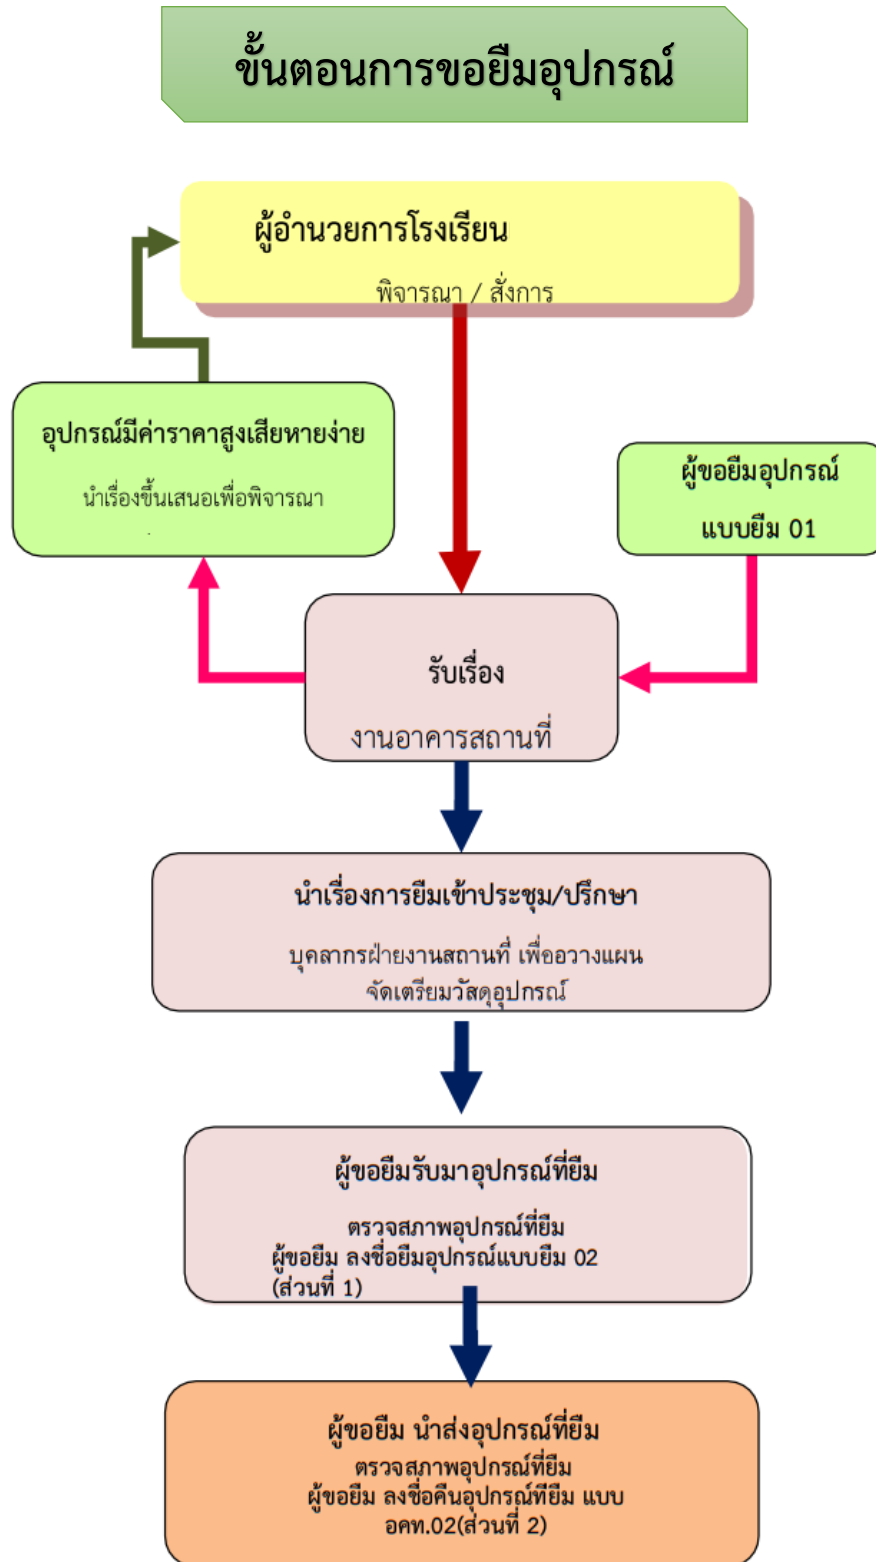 ขั้นตอนการขอยืมอุปกรณ์
ผู้อำนวยการโรงเรียน
พิจารณา / สั่งการ
อุปกรณ์มีค่าราคาสูงเสียหายง่าย
นำเรื่องขึ้นเสนอเพื่อพิจารณา
.
ผู้ขอยืมอุปกรณ์
แบบยืม 01
รับเรื่อง
งานอาคารสถานที่
นำเรื่องการยืมเข้าประชุม/ปรึกษา
บุคลากรฝ่ายงานสถานที่ เพื่ออวางแผน
จัดเตรียมวัสดุอุปกรณ์
ผู้ขอยืมรับมาอุปกรณ์ที่ยืม
ตรวจสภาพอุปกรณ์ที่ยืม
ผู้ขอยืม ลงชื่อยืมอุปกรณ์แบบยืม 02
(ส่วนที่ 1)
ผู้ขอยืม นำส่งอุปกรณ์ที่ยืม
ตรวจสภาพอุปกรณ์ที่ยืม
ผู้ขอยืม ลงชื่อคืนอุปกรณ์ทียืม แบบ
อคท.02(ส่วนที่ 2)